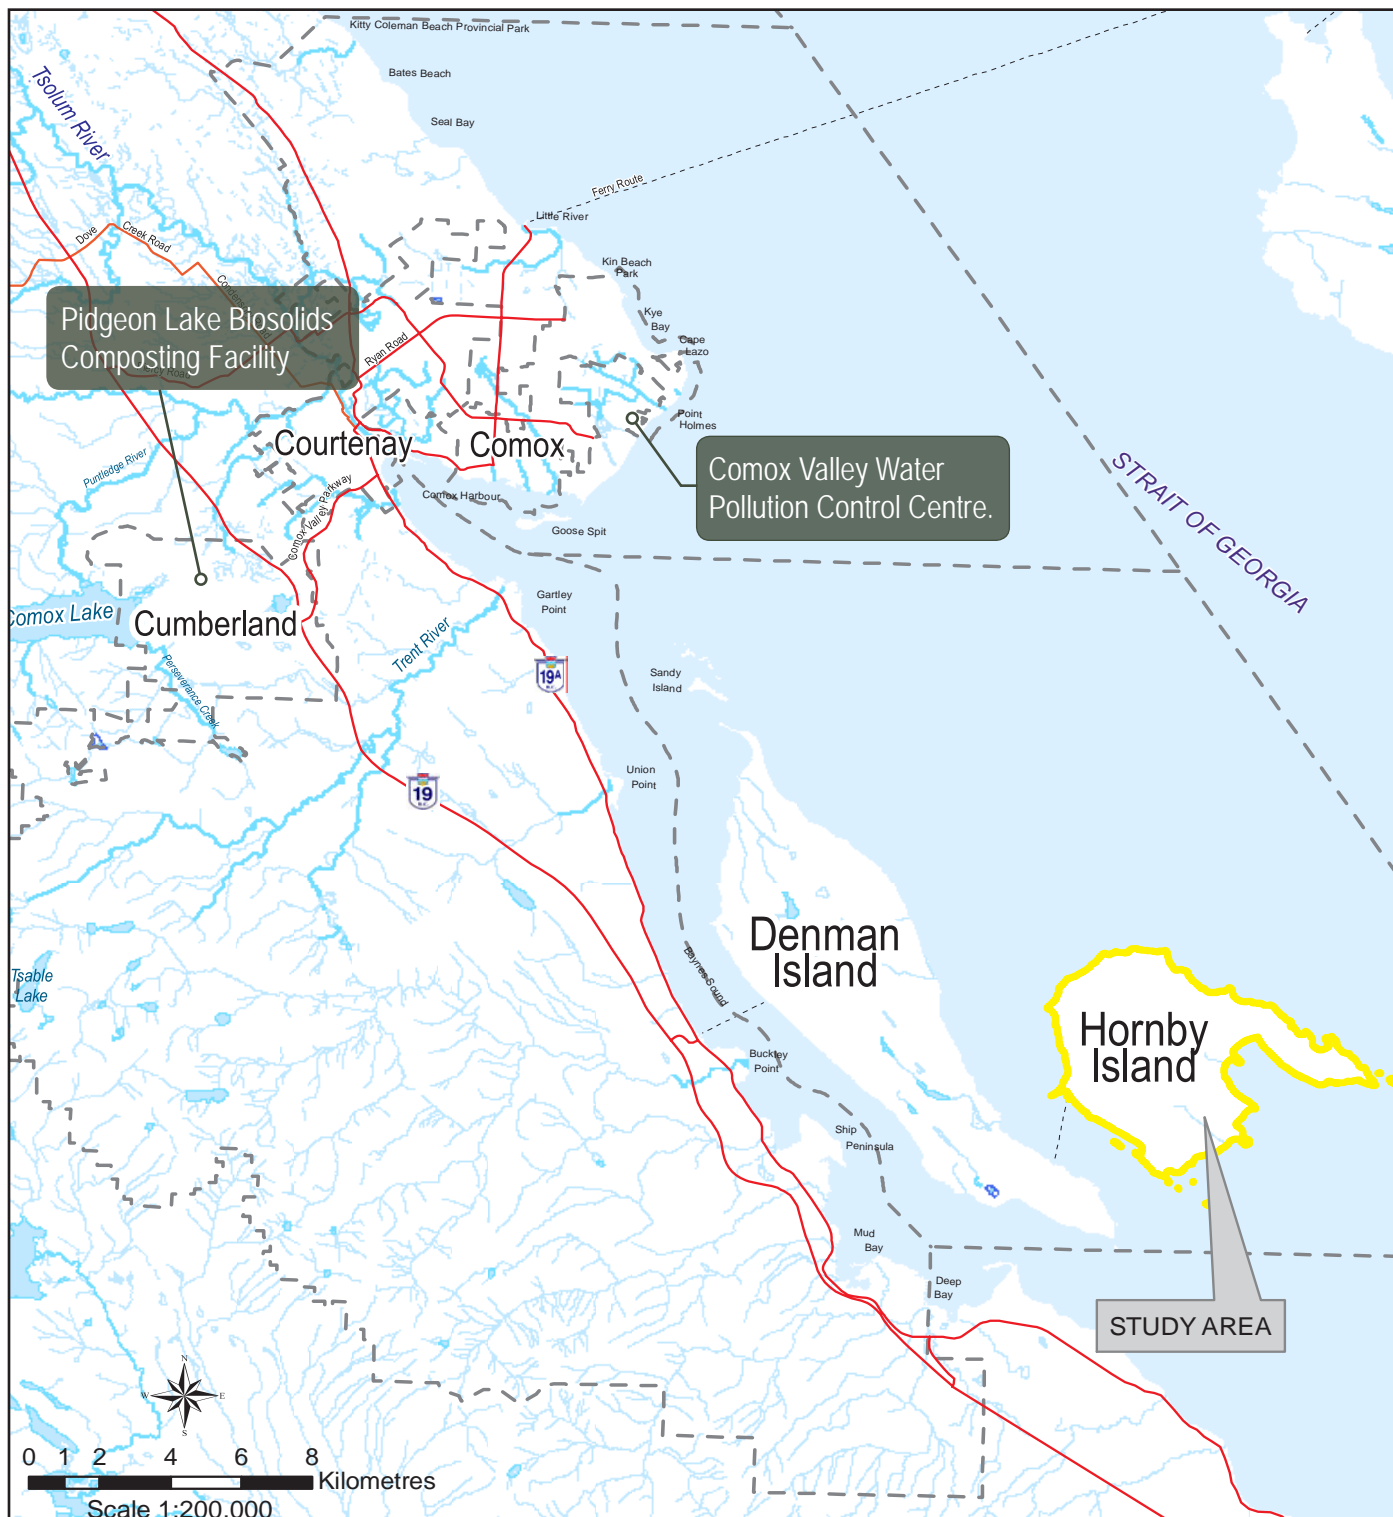 Kitty Coleman Beach Provincial Park
Bates Beach
Seal Bay
Tsolum River
Ferry Route
Little River
Dove
Creek Road
Kin Beach
Park
Kye
Bay
Cape
Lazo
Pidgeon Lake Biosolids
Composting Facility
Ryan Road
Point
Holmes
Courtenay
Comox
Comox Valley Water
Pollution Control Centre.
STRAIT OF GEORGIA
Puntledge River
Comox Valley Parkway
Comox Harbour
Goose Spit
Gartley
Point
Comox Lake
Cumberland
Trent River
Perseverance Creek
19A
Sandy
Island
Union
Point
19
B.C.
Denman
Island
Tsable
Lake
Baynes Sound
Hornby
Island
Buckley
Point
Ship
Peninsula
Mud
Bay
Deep
Bay
STUDY AREA
N
W
E
S
0 1 2 4 6 8
Kilometres
Scale 1:200,000